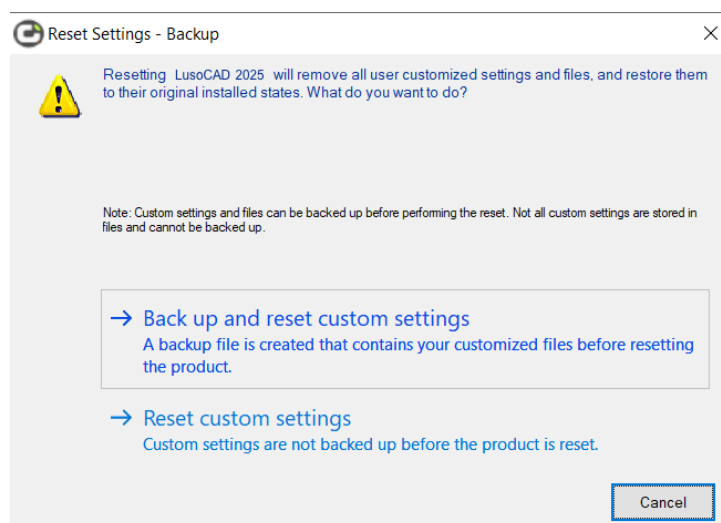 Reset Settings - Backup
Resetting LusoCAD 2025 will remove all user customized settings and files, and restore them
to their original installed states. What do you want to do?
Note: Custom settings and files can be backed up before performing the reset. Not all custom settings are stored in
files and cannot be backed up.
Back up and reset custom settings
A backup file is created that contains your customized files before resetting
the product.
Reset custom settings
Custom settings are not backed up before the product is reset.
Cancel